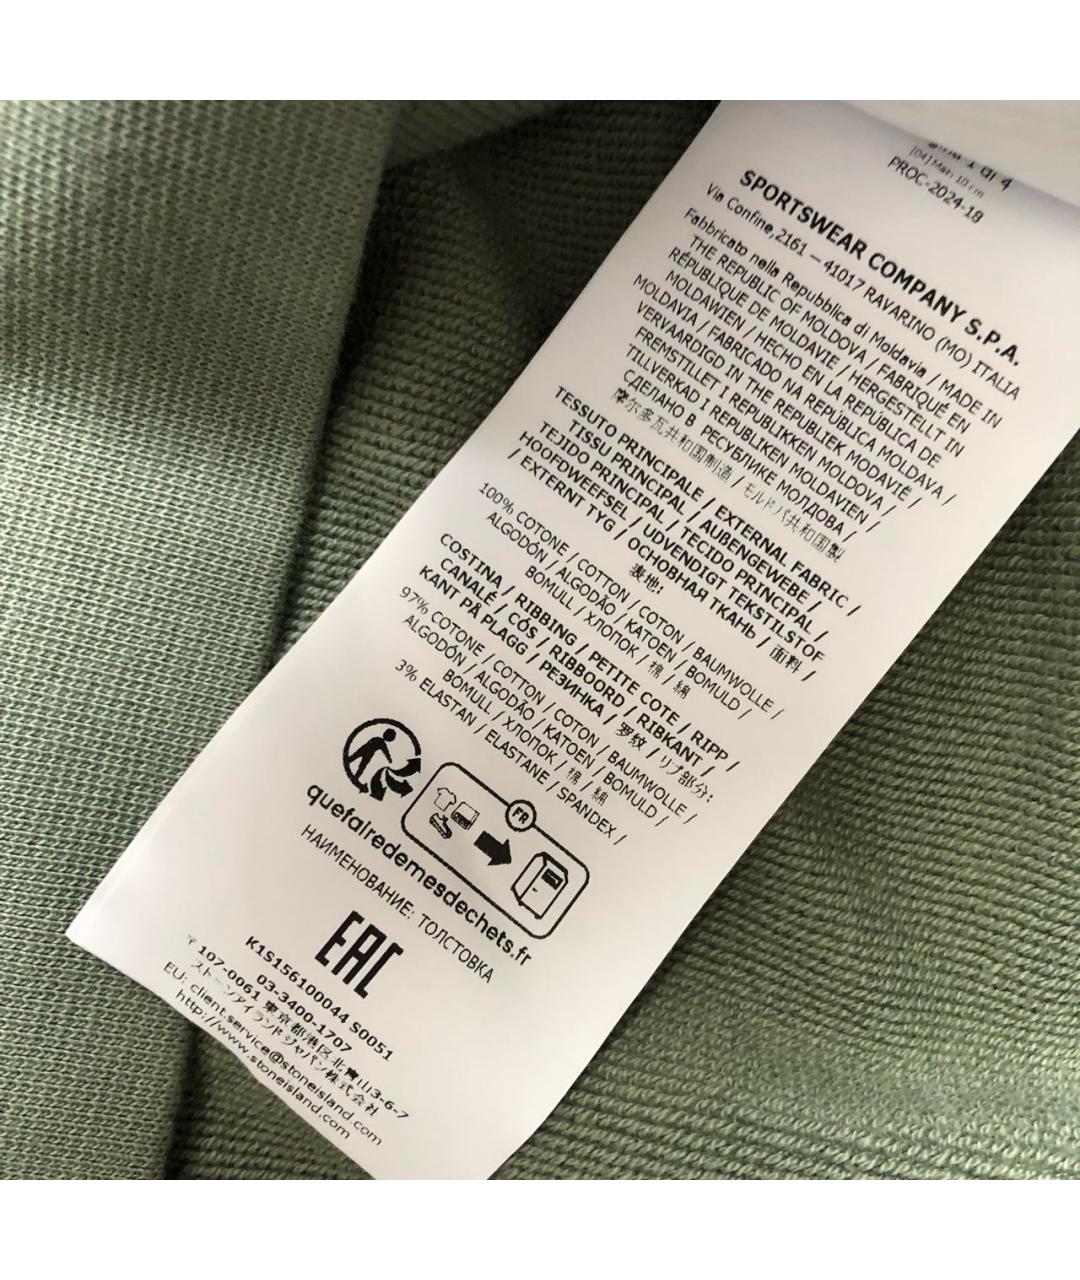 [04] Man 10 cm
PROC-2024-18
SPORTSWEAR COMPANY S.P.A.
Via Confine,2161 – 41017 RAVARINO (MO) ITALIA
Fabbricato nella Repubblica di Moldavia / MADE IN
THE REPUBLIC OF MOLDOVA / FABRIQUÉ EN
RÉPUBLIQUE DE MOLDAVIE / HERGESTELLT IN
MOLDAWIEN / HECHO EN LA REPÚBLICA DE
MOLDAVIA / FABRICADO NA REPÚBLICA MOLDAVA /
VERVAARDIGD IN THE REPUBLIEK MODAVIË /
FREMSTILLET I REPUBLIKKEN MOLDOVA /
TILLVERKAD I REPUBLIKEN MOLDAVIEN /
СДЕЛАНО В РЕСПУБЛИКЕ МОЛДОВА /
摩尔多瓦共和国制造 / モルドバ共和国製
TESSUTO PRINCIPALE / EXTERNAL FABRIC /
TISSU PRINCIPAL / AUßENGEWEBE /
TEJIDO PRINCIPAL / TECIDO PRINCIPAL /
HOOFDWEEFSEL / UDVENDIGT TEKSTILSTOF
/ EXTERNT TYG / ОСНОВНАЯ ТКАНЬ / 面料 /
表地:
100% COTONE / COTTON / COTON / BAUMWOLLE /
ALGODÓN / ALGODÃO / KATOEN / BOMULD /
BOMULL / ХЛОПОК / 棉 / 綿
COSTINA / RIBBING / PETITE COTE / RIPP /
CANALÉ / CÓS / RIBBOORD / RIBKANT /
KANT PÅ PLAGG / РЕЗИНКА / 罗纹 / リブ部分:
97% COTONE / COTTON / COTON / BAUMWOLLE /
ALGODÓN / ALGODÃO / KATOEN / BOMULD /
BOMULL / ХЛОПОК / 棉 / 綿
3% ELASTAN / ELASTANE / SPANDEX /
FR
quefairedemesdechets.fr
НАИМЕНОВАНИЕ: ТОЛСТОВКА
EAC
K1S156100044 S0051
03-3400-1707
〒107-0061 東京都港区北青山3-6-7
ストーンアイランドジャパン株式会社
EU: client.service@stoneisland.com
http://www.stoneisland.com